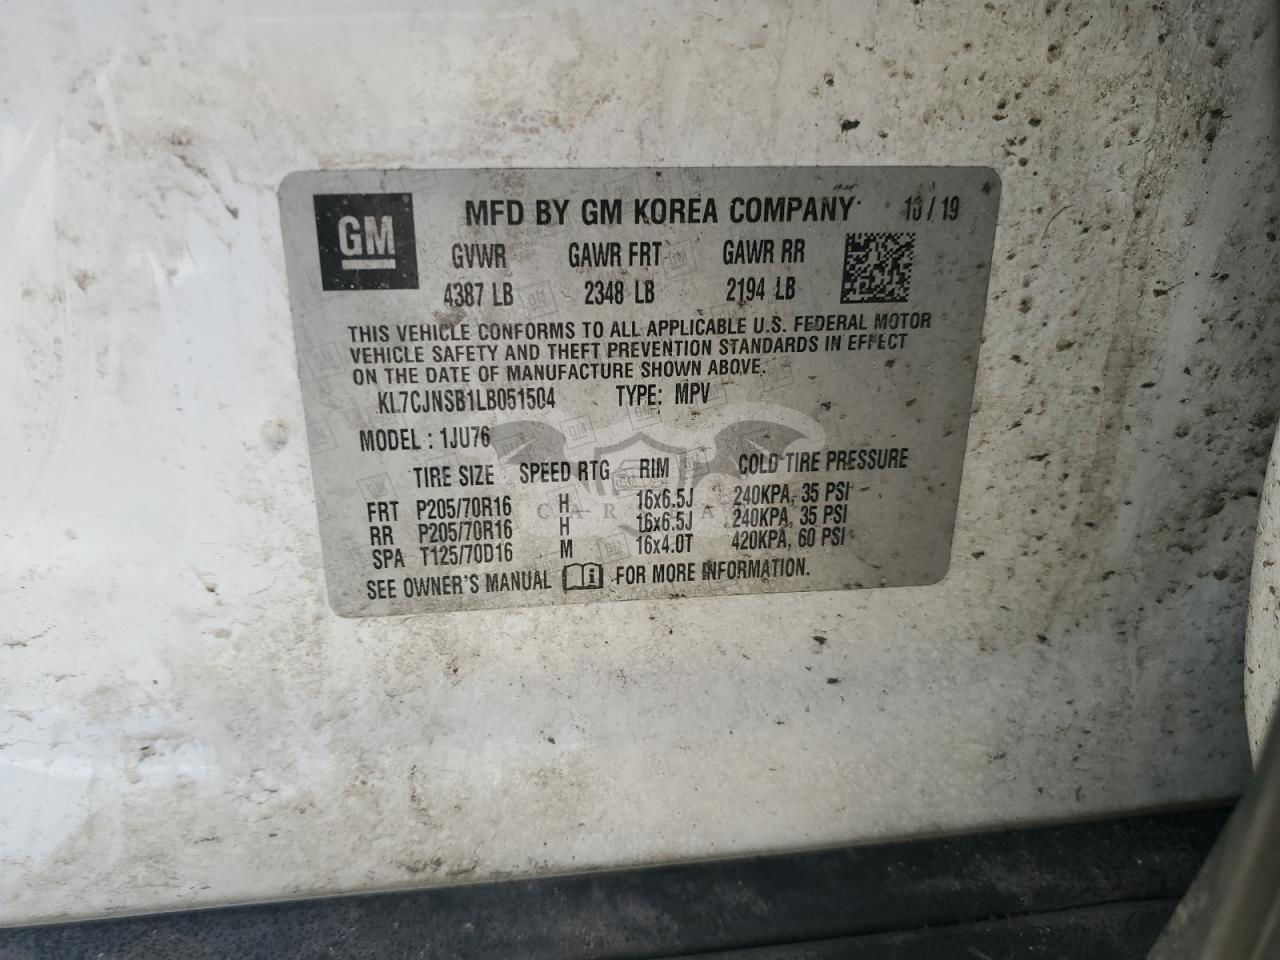 GM
MFD BY GM KOREA COMPANY 10/19
GVWR GAWR FRT GAWR RR
4387 LB 2348 LB 2194 LB
THIS VEHICLE CONFORMS TO ALL APPLICABLE U.S. FEDERAL MOTOR
VEHICLE SAFETY AND THEFT PREVENTION STANDARDS IN EFFECT
ON THE DATE OF MANUFACTURE SHOWN ABOVE.
KL7CJNSB1LB051504 TYPE: MPV
MODEL : 1JU76
TIRE SIZE SPEED RTG RIM COLD TIRE PRESSURE
FRT P205/70R16 H 16x6.5J 240KPA, 35 PSI
RR P205/70R16 H 16x6.5J 240KPA, 35 PSI
SPA T125/70D16 M 16x4.0T 420KPA, 60 PSI
SEE OWNER'S MANUAL FOR MORE INFORMATION.